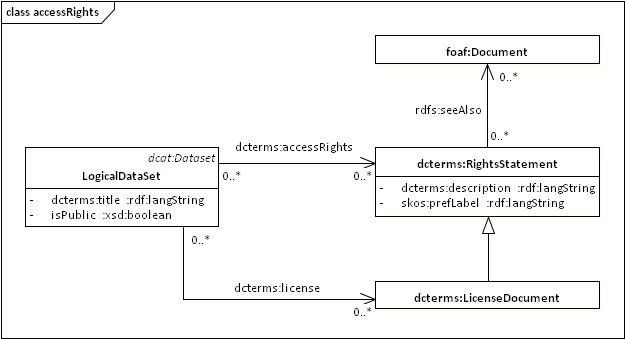 class accessRights
foaf:Document
0..*
rdfs:seeAlso
0..*
dcterms:accessRights
0..*
0..*
dcat:Dataset
LogicalDataSet
- dcterms:title :rdf:langString
- isPublic :xsd:boolean
0..*
dcterms:RightsStatement
- dcterms:description :rdf:langString
- skos:prefLabel :rdf:langString
dcterms:license
0..*
dcterms:LicenseDocument